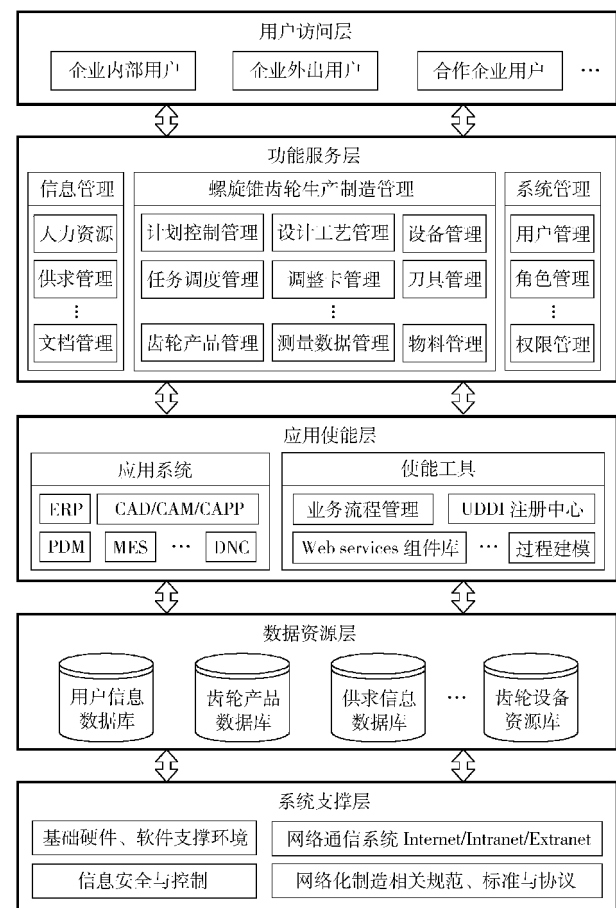 用户访问层
企业内部用户 企业外出用户 合作企业用户 …
功能服务层
信息管理 螺旋锥齿轮生产制造管理 系统管理
人力资源 计划控制管理 设计工艺管理 设备管理 用户管理
供求管理 任务调度管理 调整卡管理 刀具管理 角色管理
⋮ ⋮ ⋮
文档管理 齿轮产品管理 测量数据管理 物料管理 权限管理
应用使能层
应用系统 使能工具
ERP CAD/CAM/CAPP 业务流程管理 UDDI 注册中心
PDM MES … DNC Web services 组件库 … 过程建模
数据资源层
用户信息 齿轮产品 供求信息 … 齿轮设备
数据库 数据库 数据库 资源库
系统支撑层
基础硬件、软件支撑环境 网络通信系统 Internet/Intranet/Extranet
信息安全与控制 网络化制造相关规范、标准与协议